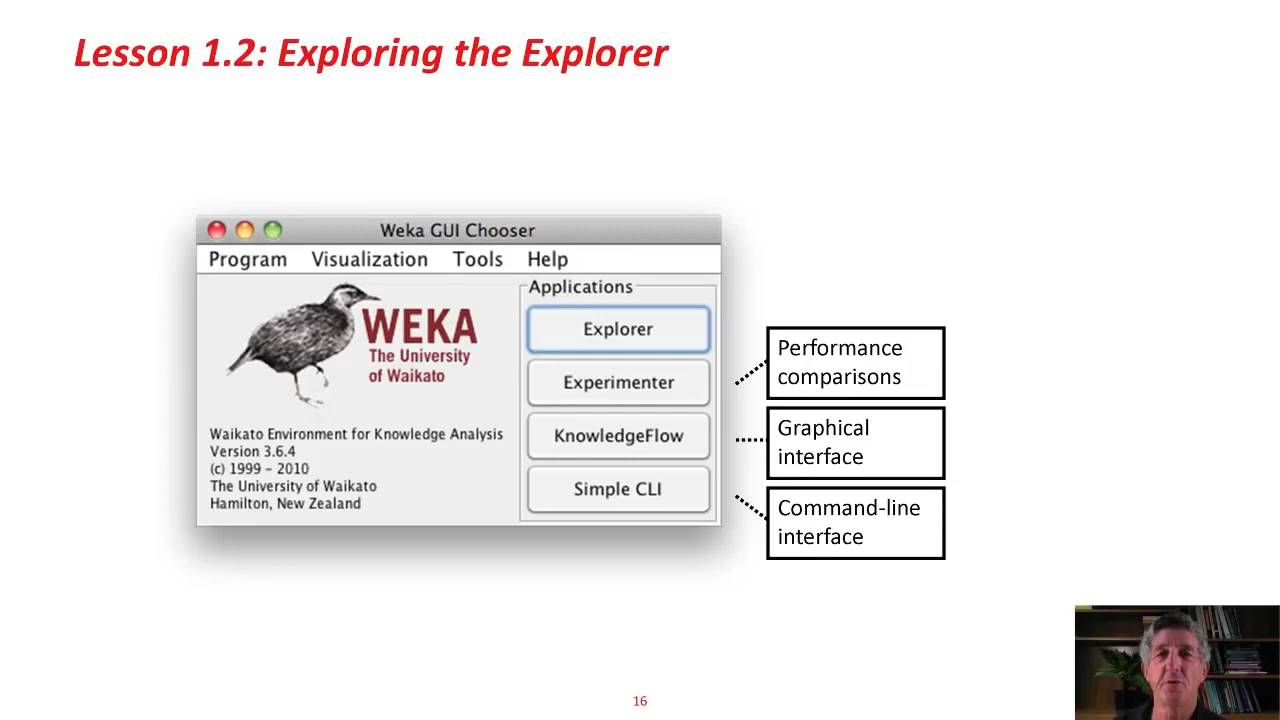 Lesson 1.2: Exploring the Explorer
Weka GUI Chooser
Program Visualization Tools Help
WEKA
The University
of Waikato
Waikato Environment for Knowledge Analysis
Version 3.6.4
(c) 1999 – 2010
The University of Waikato
Hamilton, New Zealand
Applications
Explorer
Experimenter
KnowledgeFlow
Simple CLI
Performance
comparisons
Graphical
interface
Command-line
interface
16